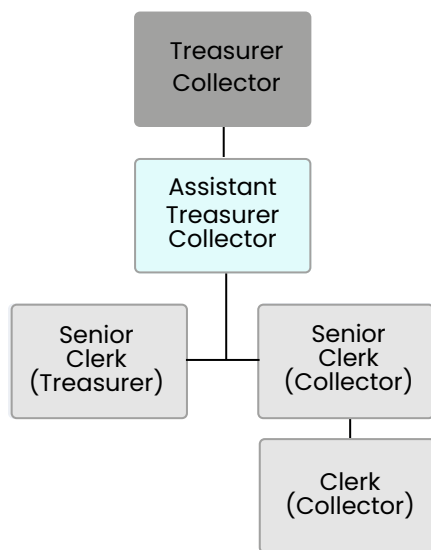 Treasurer
Collector
Assistant
Treasurer
Collector
Senior
Clerk
(Treasurer)
Senior
Clerk
(Collector)
Clerk
(Collector)